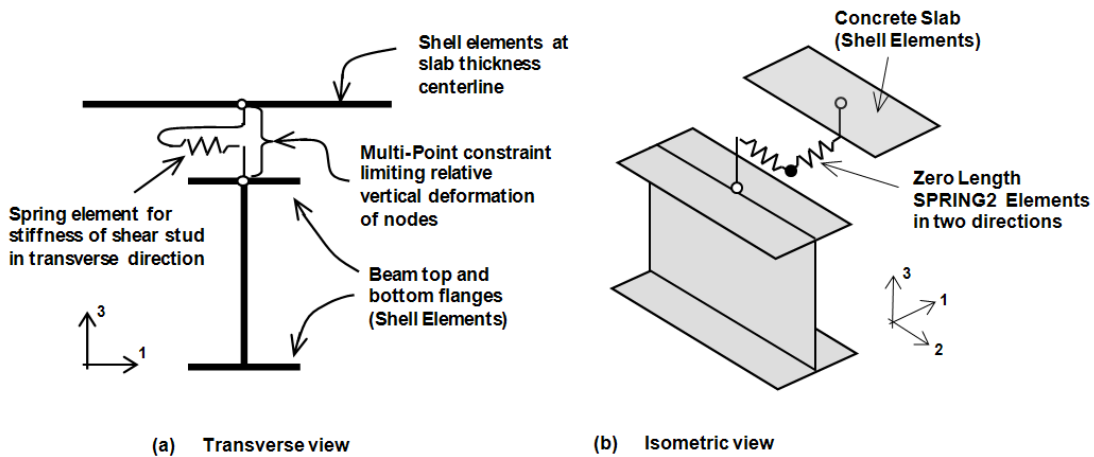 Shell elements at
slab thickness
centerline
Multi-Point constraint
limiting relative
vertical deformation
of nodes
Spring element for
stiffness of shear stud
in transverse direction
Beam top and
bottom flanges
(Shell Elements)
3
1
(a) Transverse view
Concrete Slab
(Shell Elements)
Zero Length
SPRING2 Elements
in two directions
3
1
2
(b) Isometric view